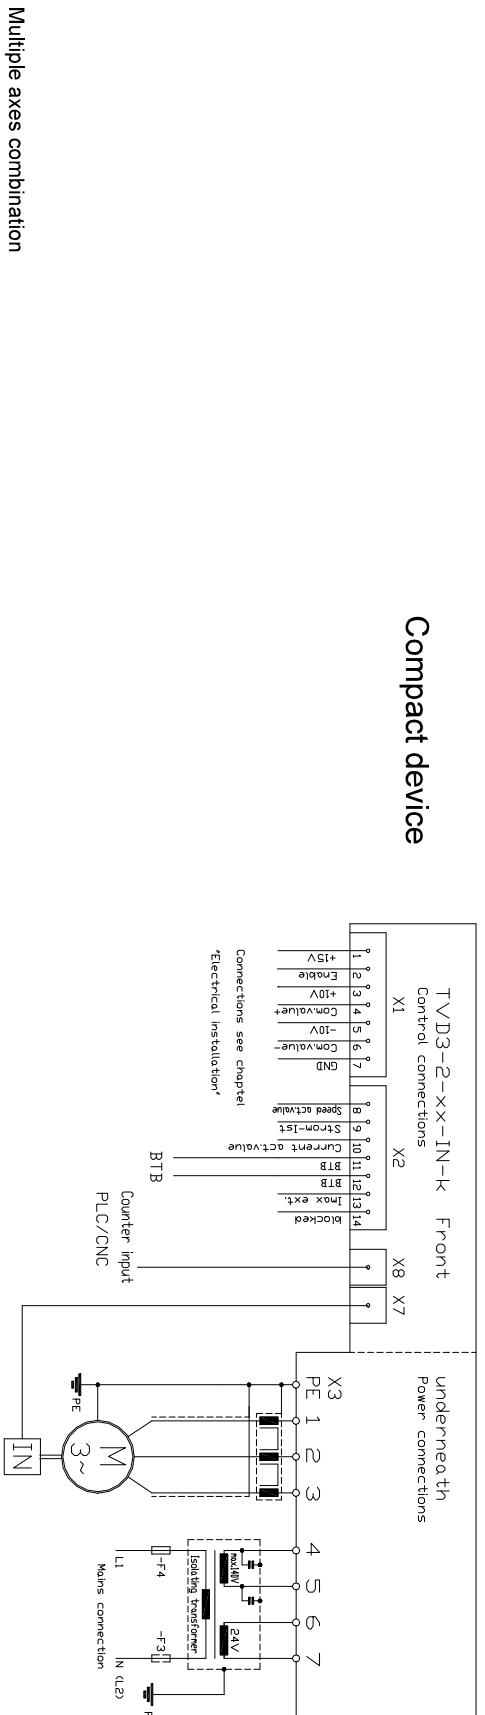 Multiple axes combination
Compact device
TVD3-2-xx-IN-k Front
Control connections
underneath
Power connections
X1
1
2
3
4
5
6
7
+15V
Enable
+10V
Com.value+
-10V
Com.value-
GND
Connections see chaptel
"Electrical installation"
X2
8
9
10
11
12
13
14
Speed act.value
Strom-Ist
Currrent act.value
BTB
BTB
Imax ext.
blocked
BTB
X8
Counter input
PLC/CNC
X7
X3
PE
1
2
3
4
5
6
7
PE
M
3~
IN
max.140V
24V
Isolating transformer
-F4
-F3
L1
N (L2)
Mains connection